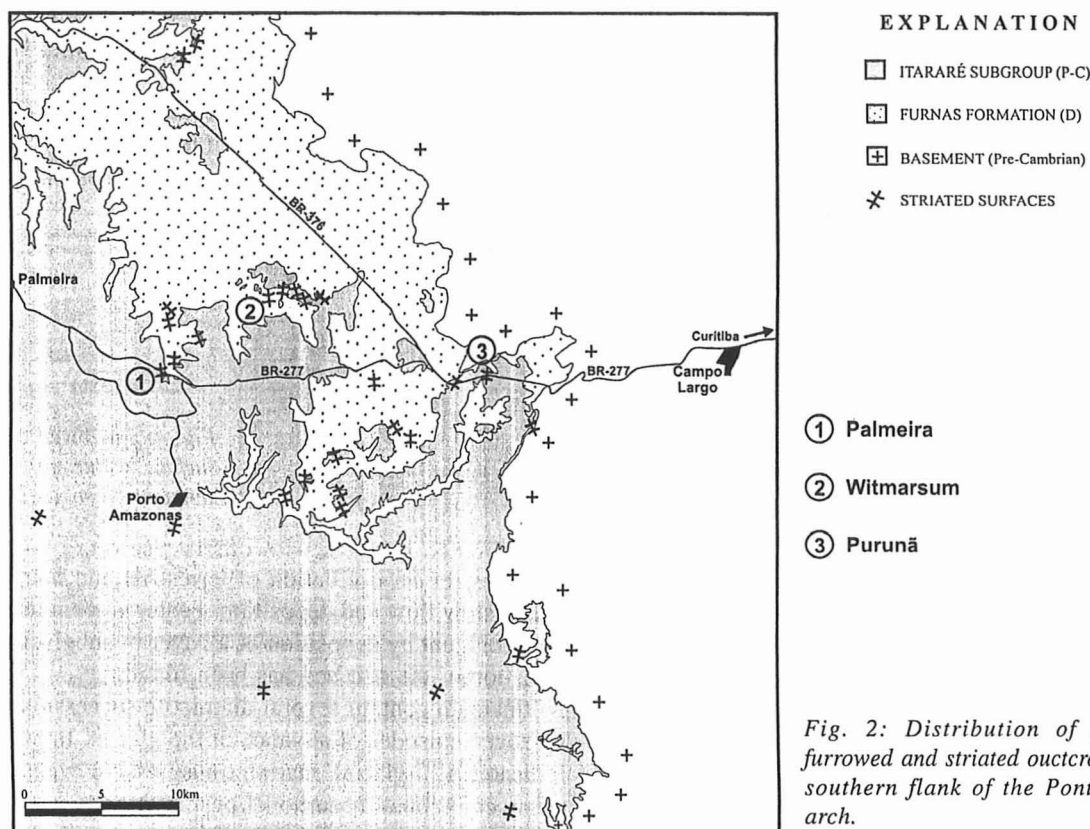 EXPLANATION
ITARARÉ SUBGROUP (P-C)
FURNAS FORMATION (D)
BASEMENT (Pre-Cambrian)
STRIATED SURFACES
BR-376
Palmeira
2
3
Curitiba
Campo
Largo
1
BR-277
BR-277
Porto
Amazonas
0 5 10km
1 Palmeira
2 Witmarsum
3 Purunã
Fig. 2: Distribution of
furrowed and striated ouctcro
southern flank of the Pont
arch.